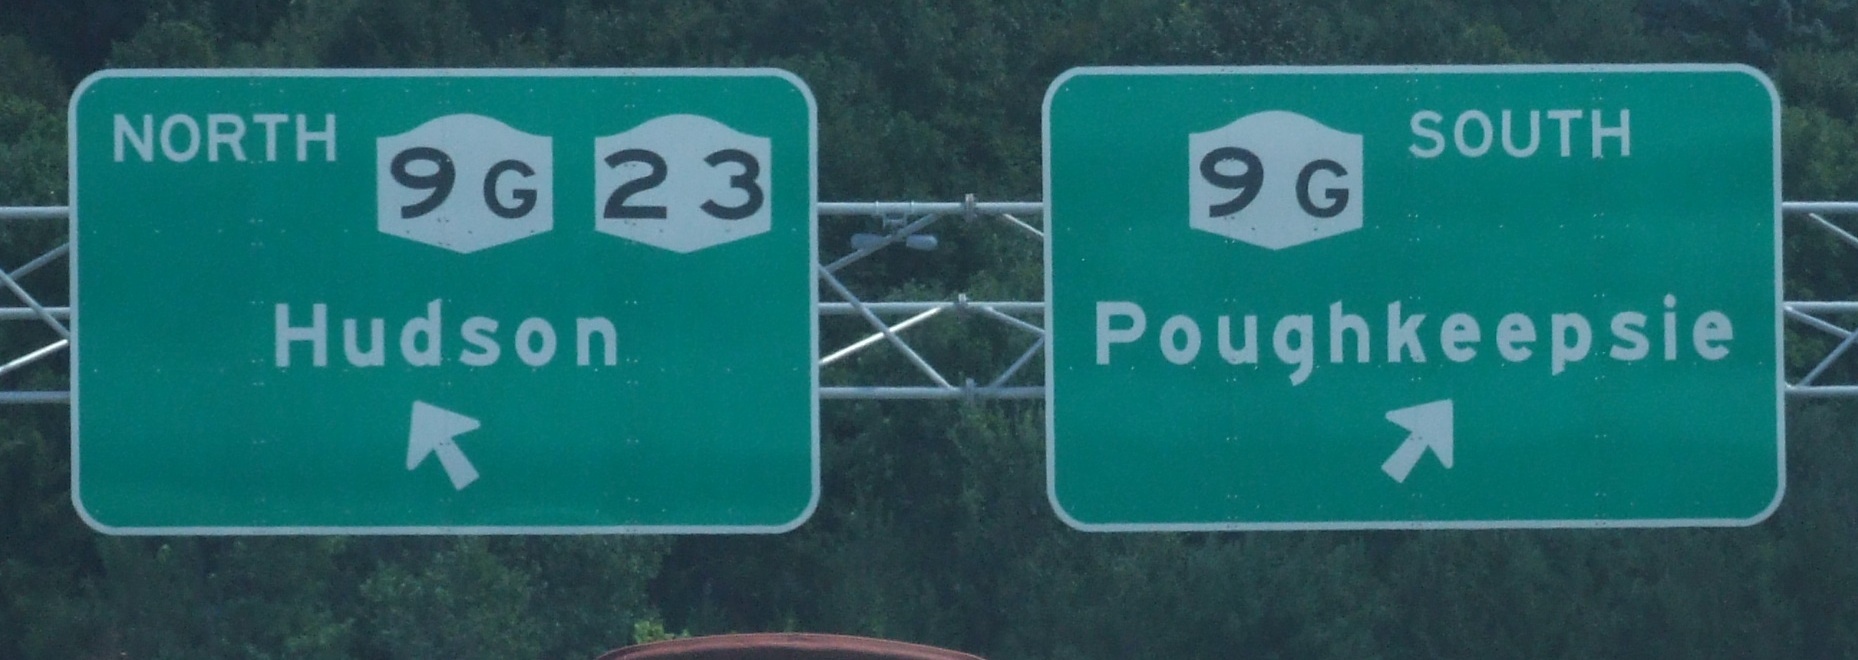 NORTH 9G 23
Hudson
9G SOUTH
Poughkeepsie